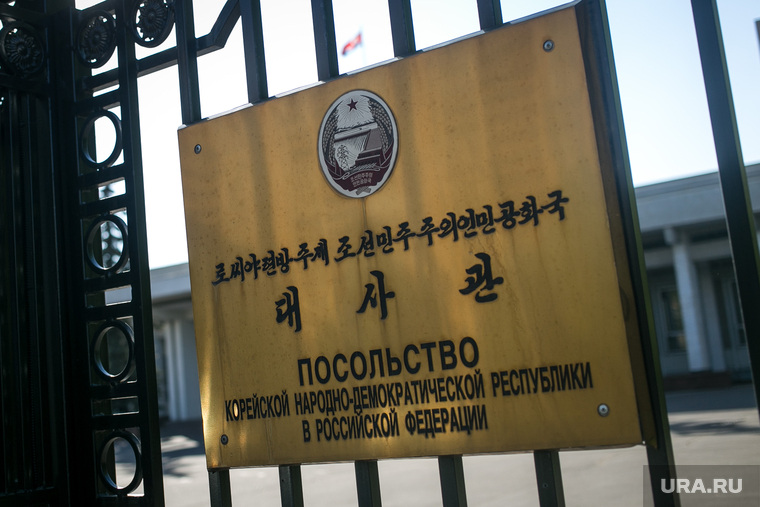 로씨야련방주재 조선민주주의인민공화국
대사관
ПОСОЛЬСТВО
КОРЕЙСКОЙ НАРОДНО-ДЕМОКРАТИЧЕСКОЙ РЕСПУБЛИКИ
В РОССИЙСКОЙ ФЕДЕРАЦИИ
URA.RU